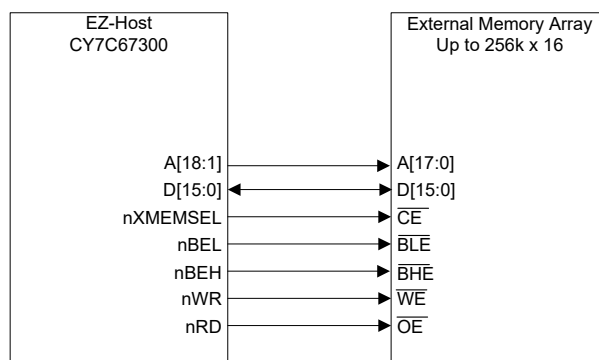 EZ-Host
CY7C67300
External Memory Array
Up to 256k x 16
A[18:1]
A[17:0]
D[15:0]
D[15:0]
nXMEMSEL
CE
nBEL
BLE
nBEH
BHE
nWR
WE
nRD
OE